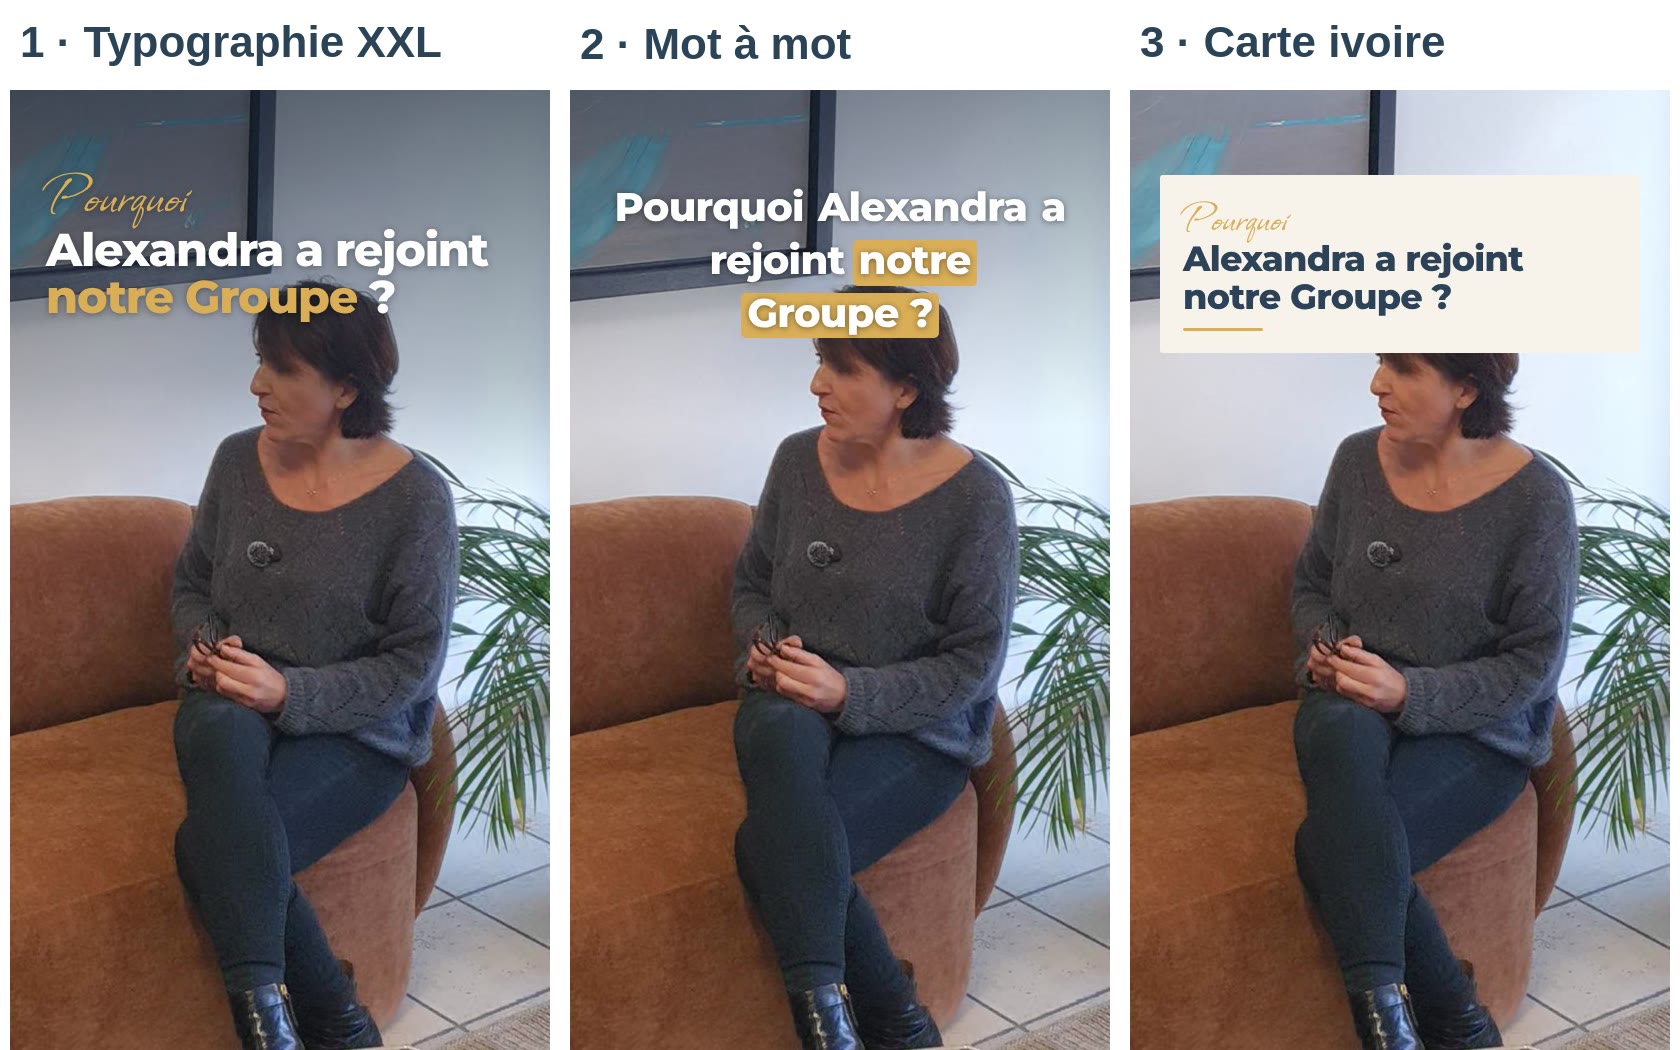 1 · Typographie XXL
Pourquoi
Alexandra a rejoint
notre Groupe ?
2 · Mot à mot
Pourquoi Alexandra a
rejoint notre
Groupe ?
3 · Carte ivoire
Pourquoi
Alexandra a rejoint
notre Groupe ?